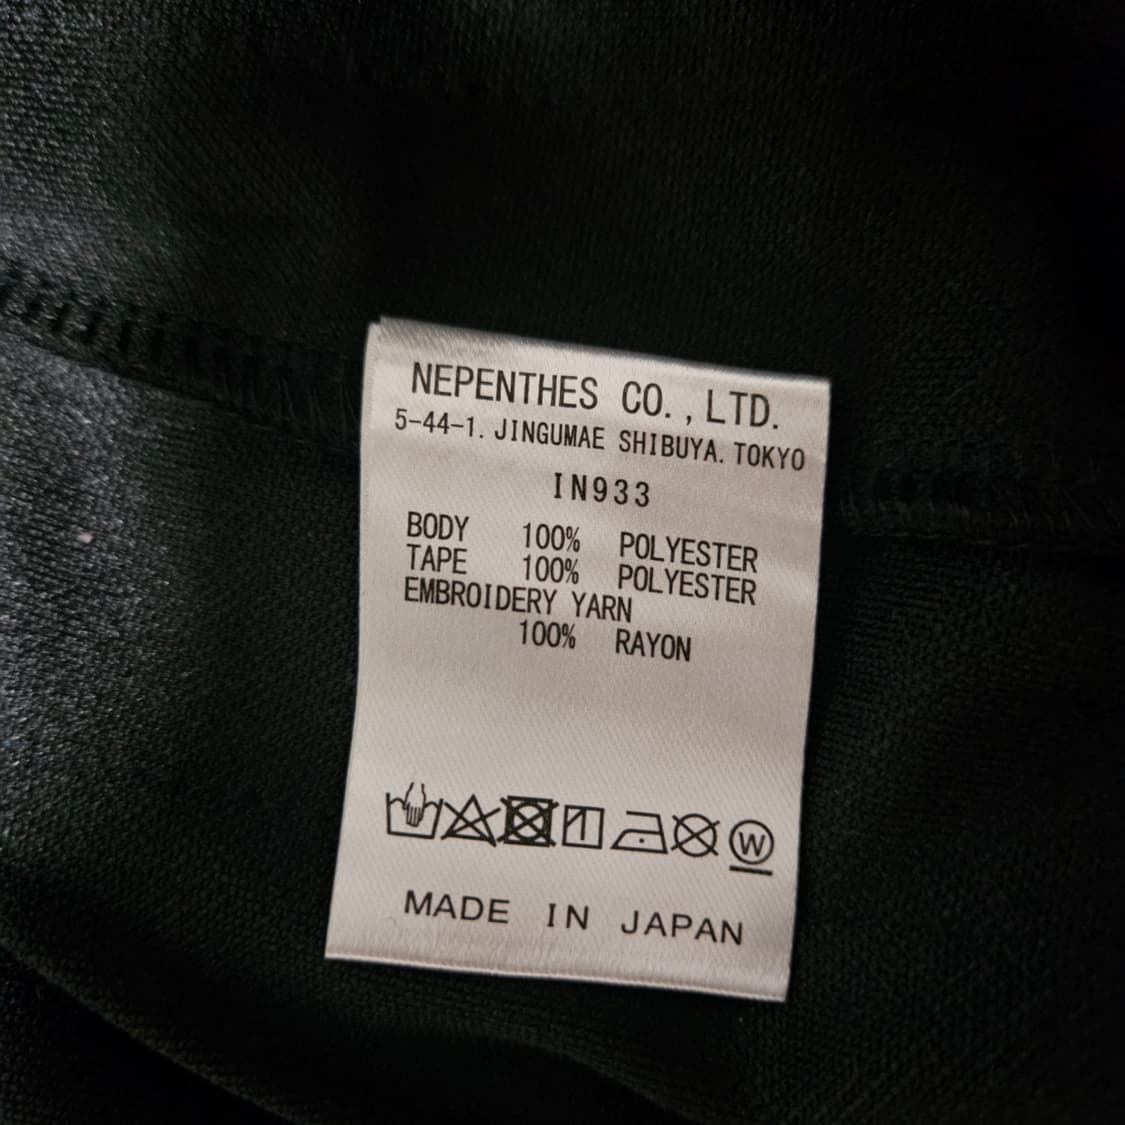 NEPENTHES CO.,LTD.
5-44-1. JINGUMAE SHIBUYA. TOKYO
IN933
BODY 100% POLYESTER
TAPE 100% POLYESTER
EMBROIDERY YARN
100% RAYON
W
MADE IN JAPAN